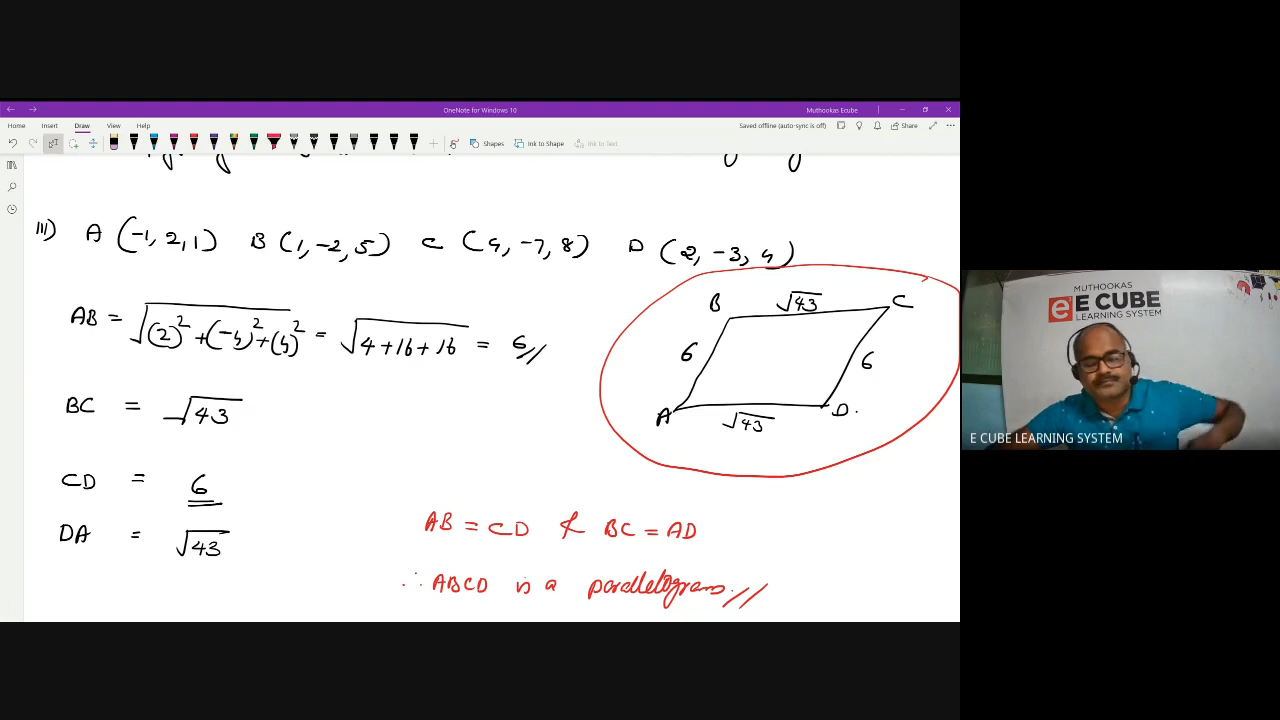 OneNote for Windows 10
Muthookas Ecube
Home Insert Draw View Help
Saved offline (auto-sync is off) Share
Shapes Ink to Shape Ink to Text
III) A (-1, 2, 1) B (1, -2, 5) C (4, -7, 8) D (2, -3, 4)
AB = √(2)² + (-4)² + (4)² = √4 + 16 + 16 = 6//
BC = √43
CD = 6
DA = √43
B √43 C
6 6
A √43 D.
AB = CD & BC = AD
∴ ABCD is a parallelogram.//
MUTHOOKAS
E E CUBE
LEARNING SYSTEM
E CUBE LEARNING SYSTEM